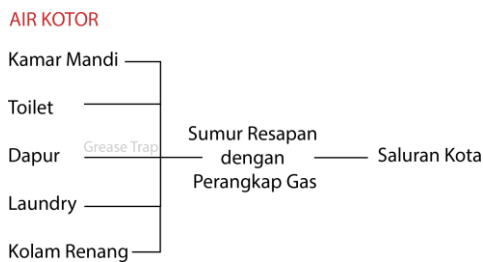 AIR KOTOR
Kamar Mandi
Toilet
Dapur
Grease Trap
Laundry
Kolam Renang
Sumur Resapan
dengan
Perangkap Gas
Saluran Kota